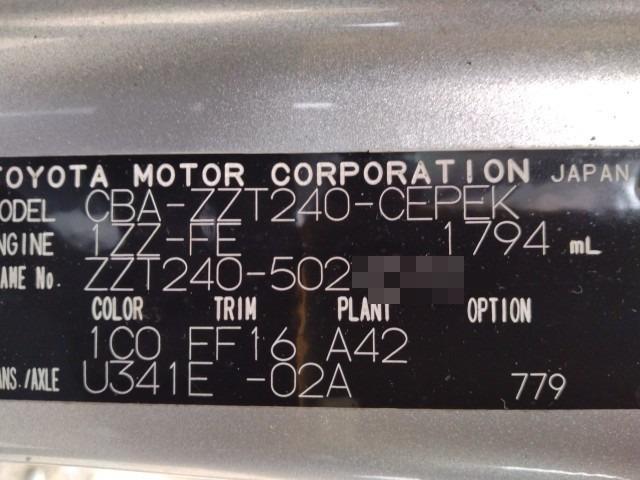 TOYOTA MOTOR CORPORATION JAPAN
MODEL CBA-ZZT240-CEPEK
ENGINE 1ZZ-FE 1794 mL
FRAME No. ZZT240-502
COLOR TRIM PLANT OPTION
1C0 FF16 A42
TRANS./AXLE U341E -02A 779